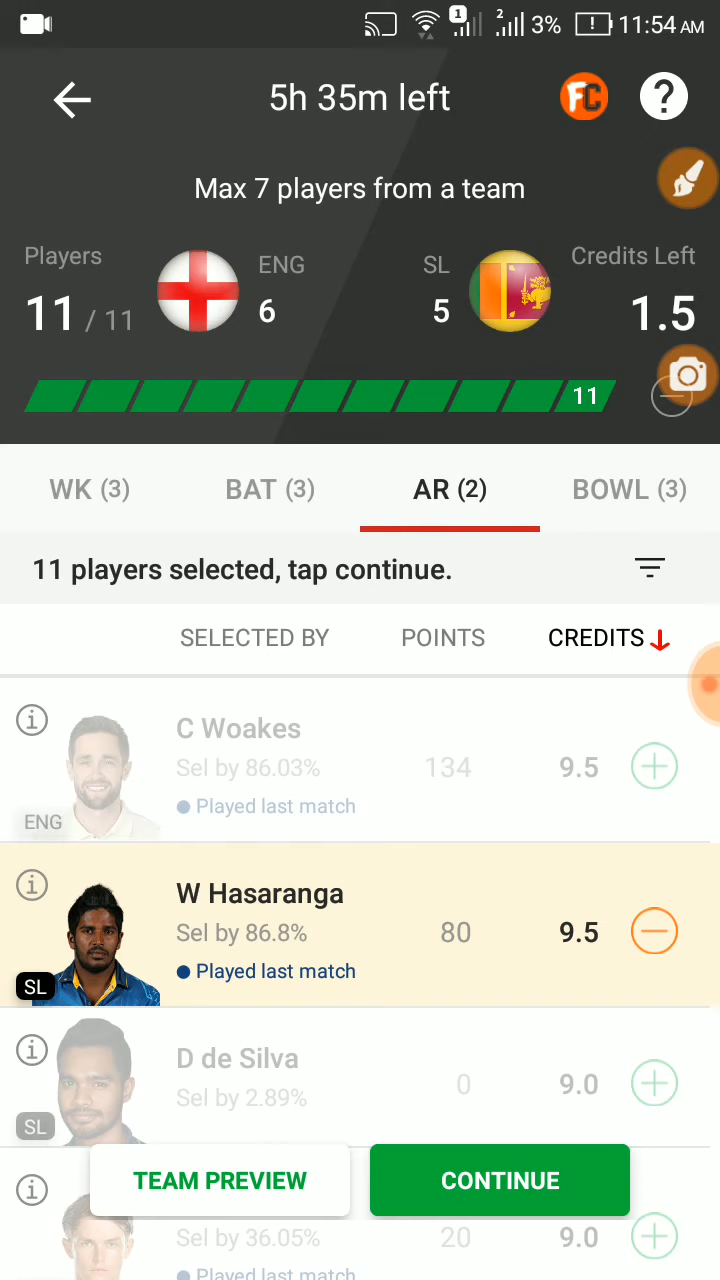 1 2 3% 11:54 AM
5h 35m left FC ?
Max 7 players from a team
Players ENG SL Credits Left
11 / 11 6 5 1.5
11
WK (3) BAT (3) AR (2) BOWL (3)
11 players selected, tap continue.
SELECTED BY POINTS CREDITS
C Woakes
Sel by 86.03% 134 9.5
Played last match
ENG
W Hasaranga
Sel by 86.8% 80 9.5
Played last match
SL
D de Silva
Sel by 2.89% 0 9.0
SL
TEAM PREVIEW CONTINUE
Sel by 36.05% 20 9.0
Played last match